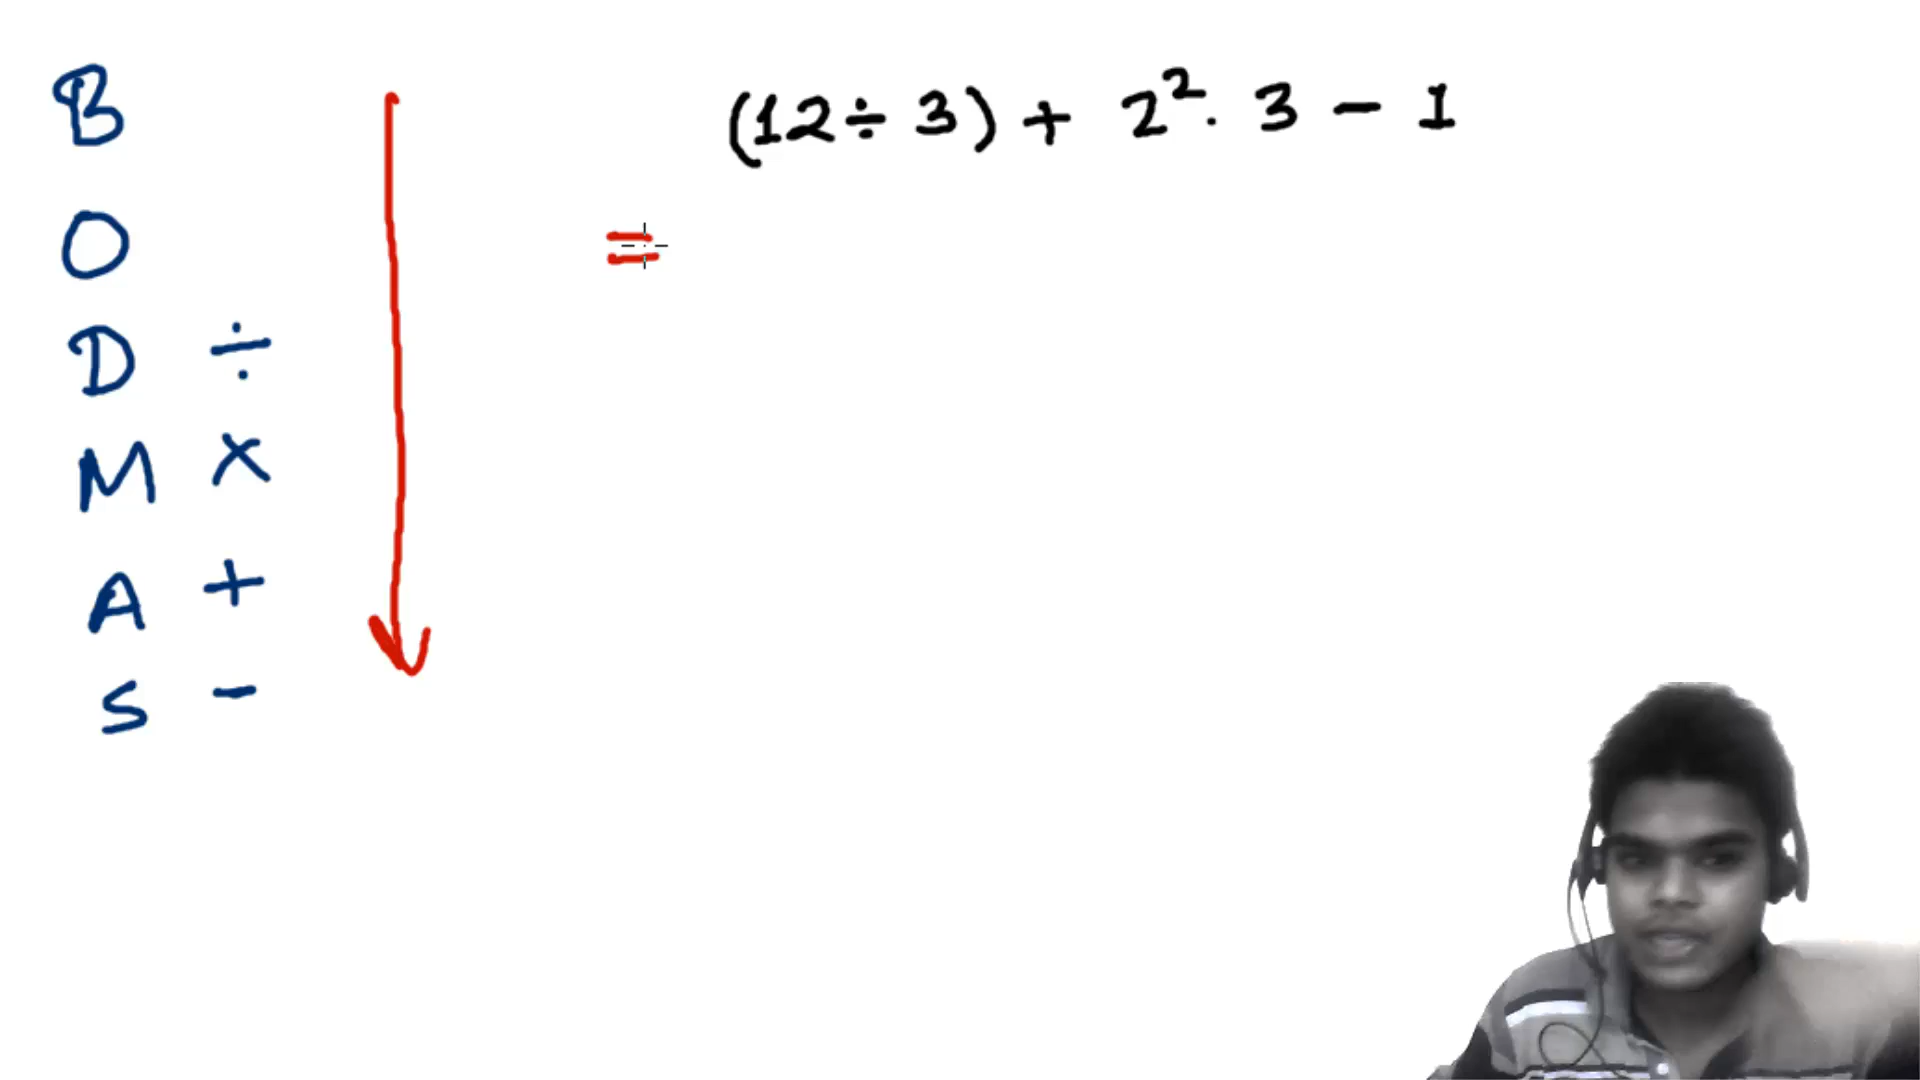 B
O
D ÷
M ×
A +
S -
(12 ÷ 3) + 2². 3 - 1
=